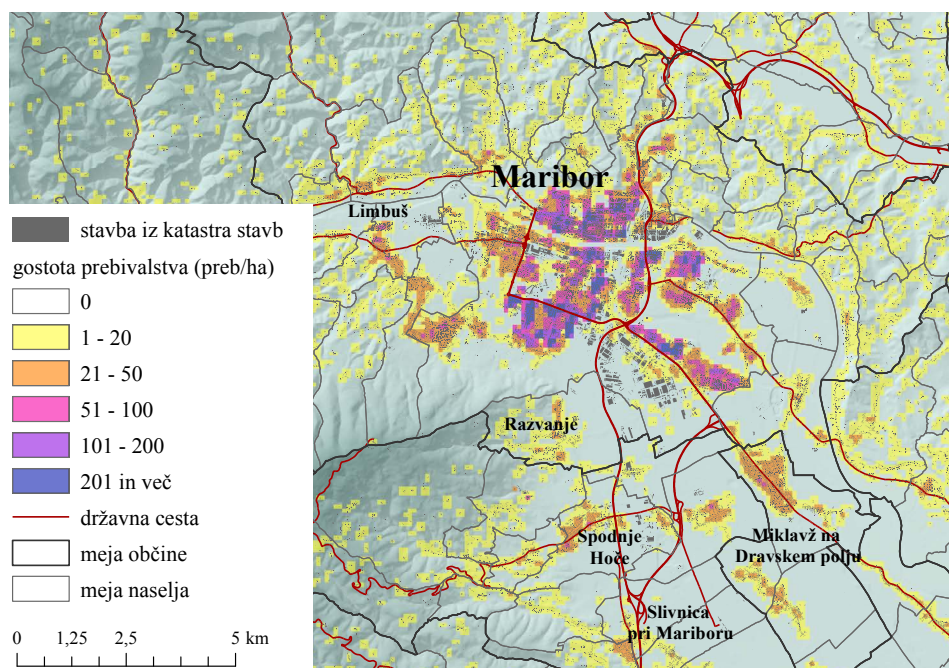 Maribor
Limbuš
stavba iz katastra stavb
gostota prebivalstva (preb/ha)
0
1 - 20
21 - 50
51 - 100
101 - 200
201 in več
državna cesta
meja občine
meja naselja
0 1,25 2,5 5 km
Razvanje
Spodnje
Hoče
Miklavž na
Dravskem polju
Slivnica
pri Mariboru